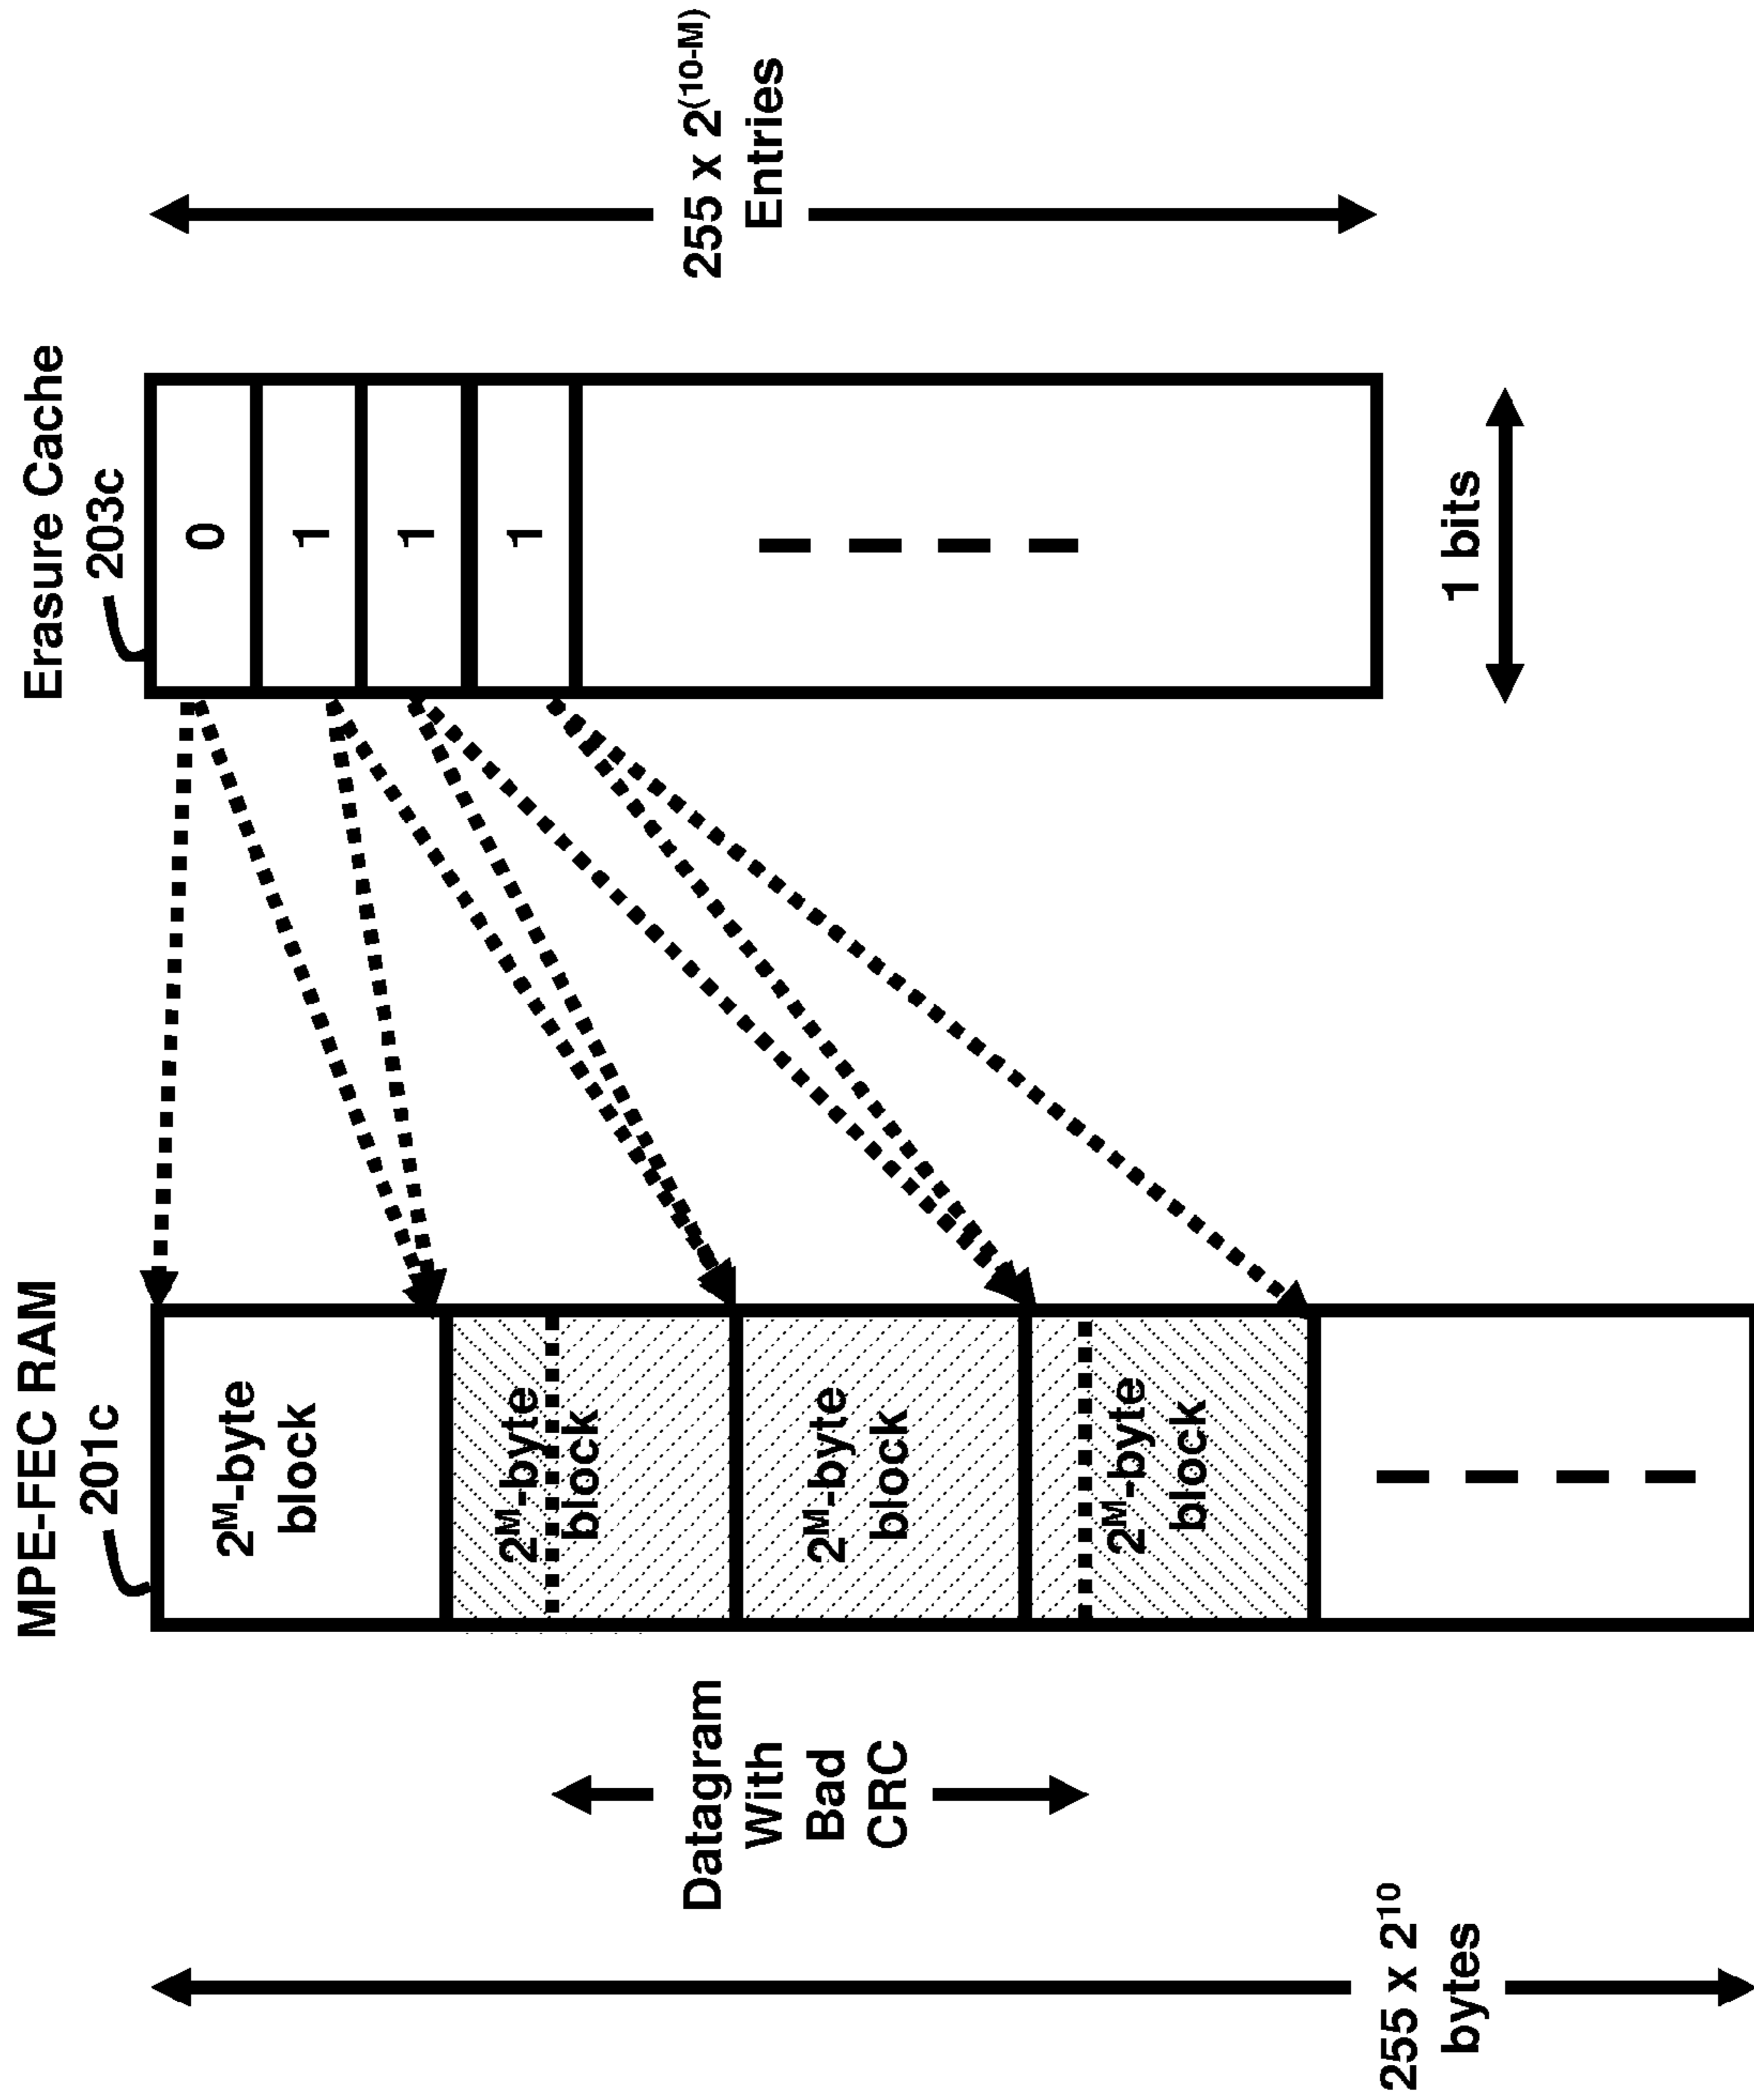 MPE-FEC RAM
201c
Erasure Cache
203c
2ᴹ-byte
block
2ᴹ-byte
block
2ᴹ-byte
block
2ᴹ-byte
block
0
1
1
1
Datagram
With
Bad
CRC
255 x 2¹⁰
bytes
255 x 2⁽¹⁰⁻ᴹ⁾
Entries
1 bits